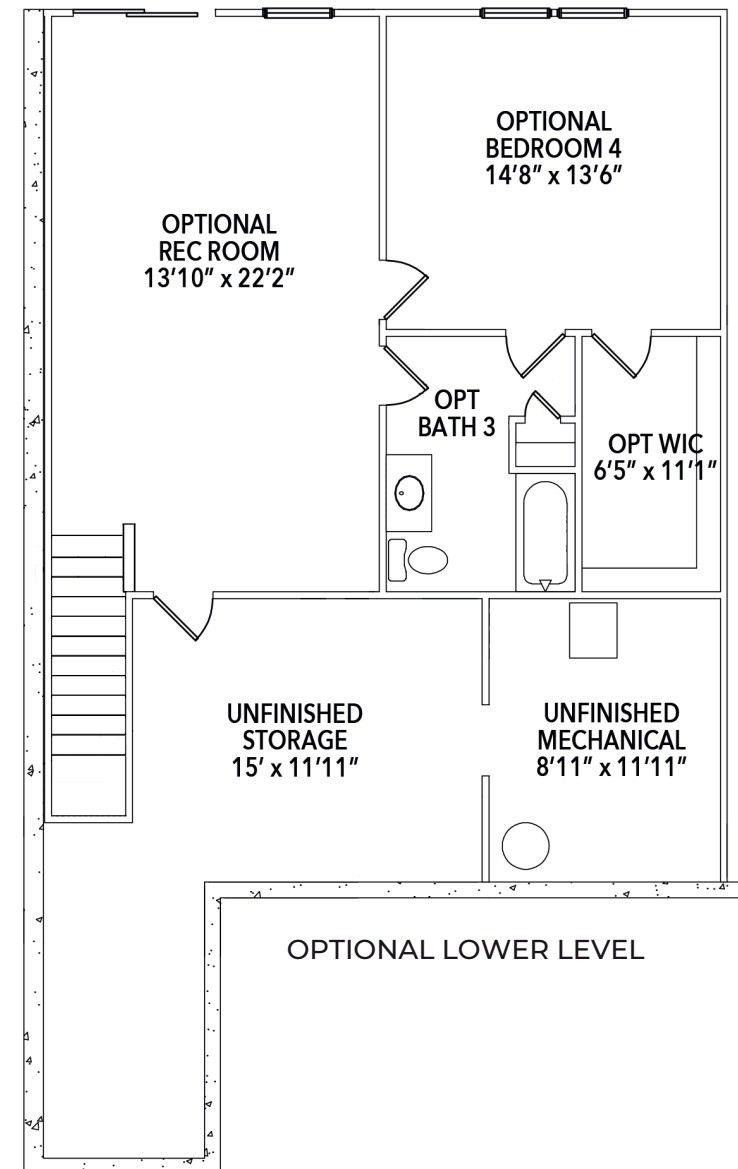 OPTIONAL
BEDROOM 4
14'8" x 13'6"
OPTIONAL
REC ROOM
13'10" x 22'2"
OPT
BATH 3
OPT WIC
6'5" x 11'1"
UNFINISHED
STORAGE
15' x 11'11"
UNFINISHED
MECHANICAL
8'11" x 11'11"
OPTIONAL LOWER LEVEL